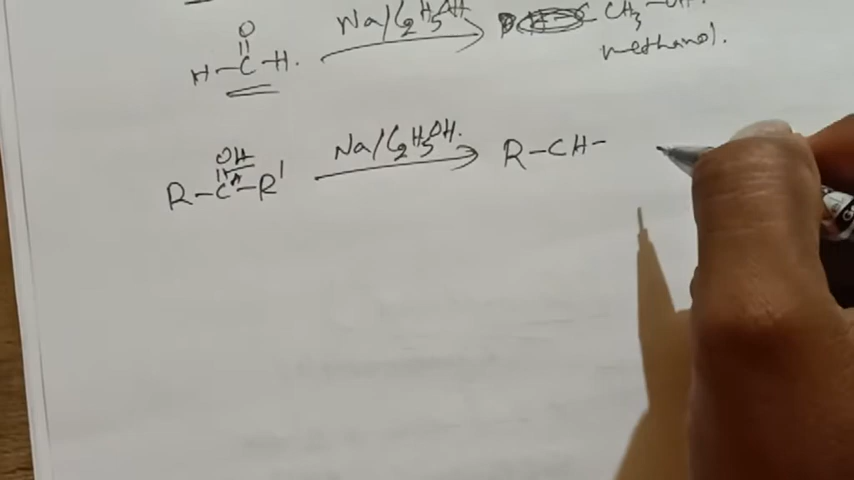 O
H-C-H. Na/C2H5OH CH3-OH.
methanol.
OH
R-C-R' Na/C2H5OH. R-CH-